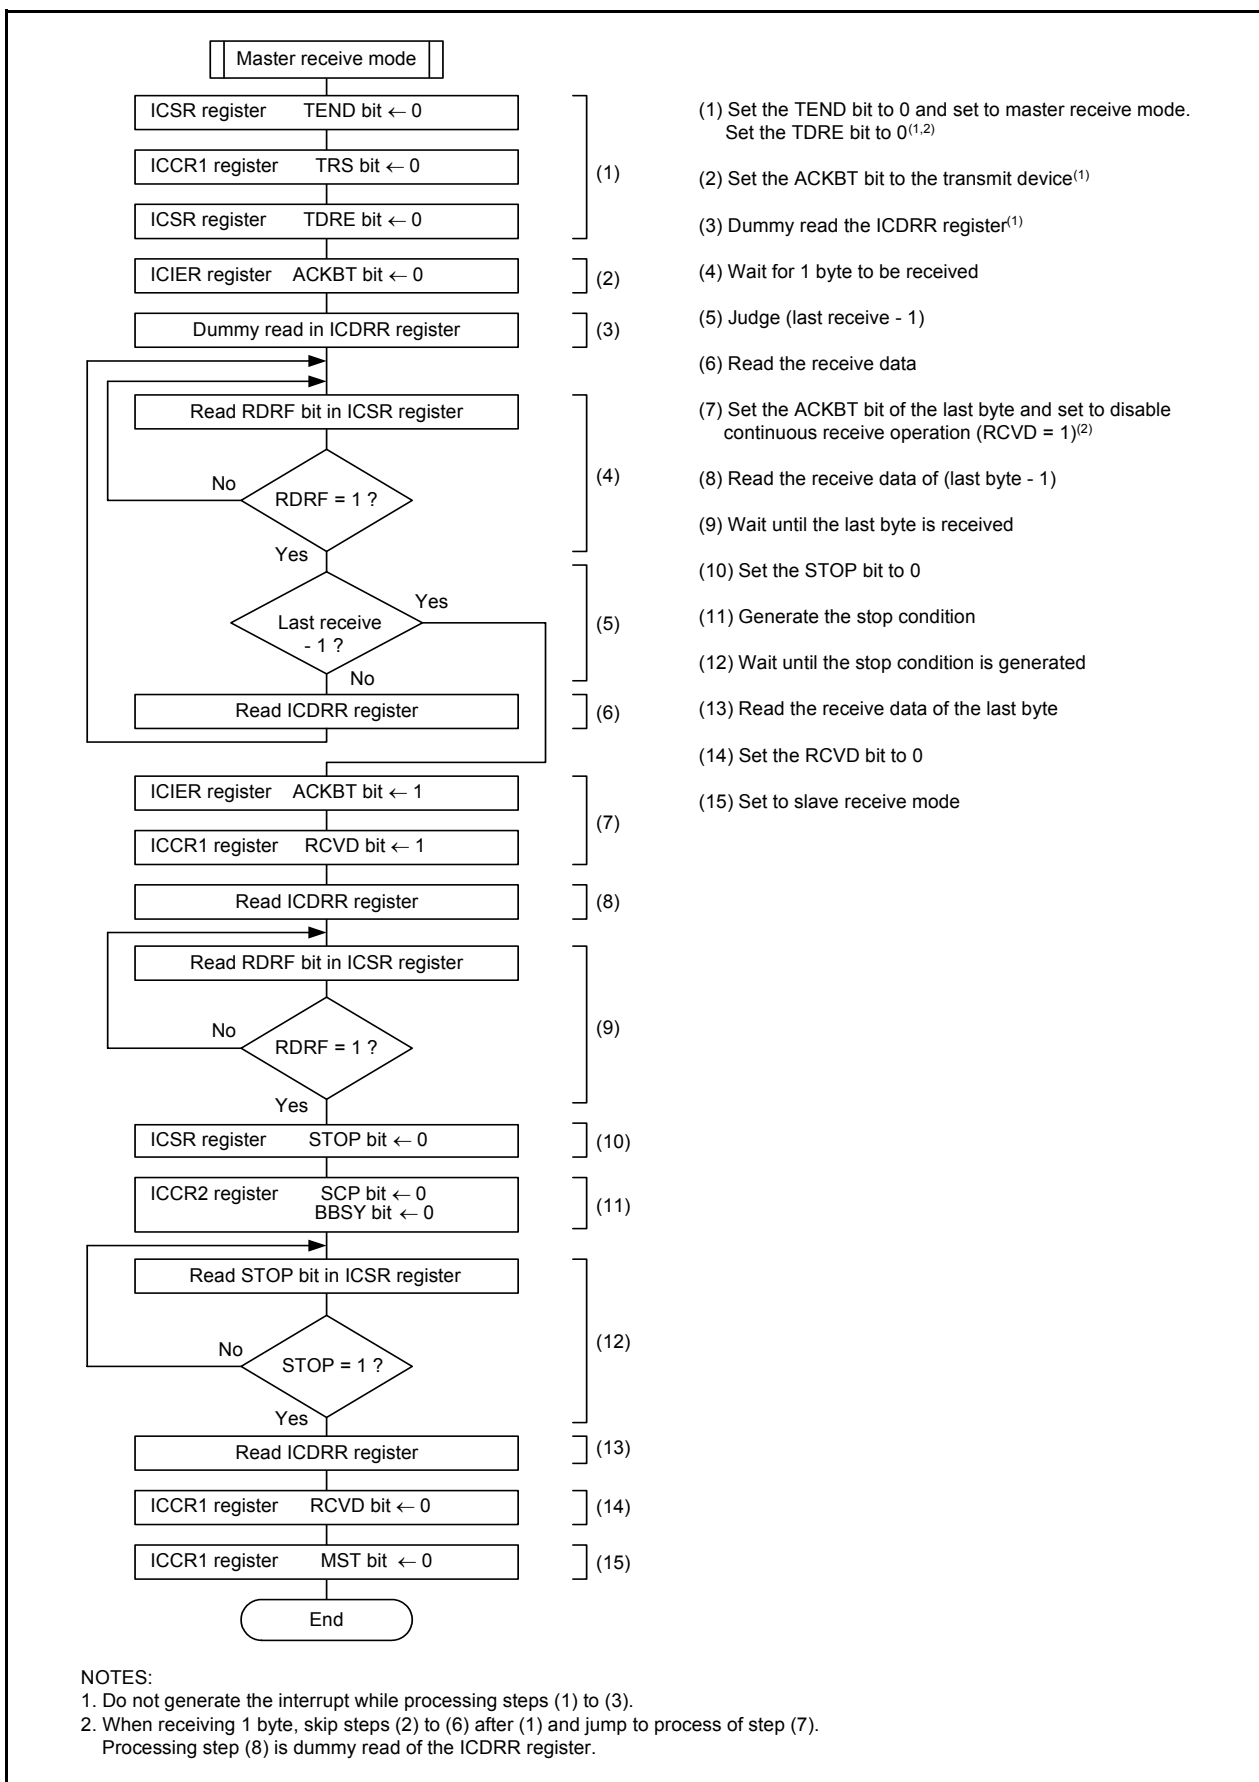 Master receive mode
ICSR register TEND bit ← 0
ICCR1 register TRS bit ← 0
ICSR register TDRE bit ← 0
(1)
ICIER register ACKBT bit ← 0
(2)
Dummy read in ICDRR register
(3)
Read RDRF bit in ICSR register
No
RDRF = 1 ?
(4)
Yes
Yes
Last receive
- 1 ?
(5)
No
Read ICDRR register
(6)
ICIER register ACKBT bit ← 1
ICCR1 register RCVD bit ← 1
(7)
Read ICDRR register
(8)
Read RDRF bit in ICSR register
No
RDRF = 1 ?
(9)
Yes
ICSR register STOP bit ← 0
(10)
ICCR2 register SCP bit ← 0
BBSY bit ← 0
(11)
Read STOP bit in ICSR register
No
STOP = 1 ?
(12)
Yes
Read ICDRR register
(13)
ICCR1 register RCVD bit ← 0
(14)
ICCR1 register MST bit ← 0
(15)
End
(1) Set the TEND bit to 0 and set to master receive mode.
Set the TDRE bit to 0(1,2)
(2) Set the ACKBT bit to the transmit device(1)
(3) Dummy read the ICDRR register(1)
(4) Wait for 1 byte to be received
(5) Judge (last receive - 1)
(6) Read the receive data
(7) Set the ACKBT bit of the last byte and set to disable
continuous receive operation (RCVD = 1)(2)
(8) Read the receive data of (last byte - 1)
(9) Wait until the last byte is received
(10) Set the STOP bit to 0
(11) Generate the stop condition
(12) Wait until the stop condition is generated
(13) Read the receive data of the last byte
(14) Set the RCVD bit to 0
(15) Set to slave receive mode
NOTES:
1. Do not generate the interrupt while processing steps (1) to (3).
2. When receiving 1 byte, skip steps (2) to (6) after (1) and jump to process of step (7).
Processing step (8) is dummy read of the ICDRR register.